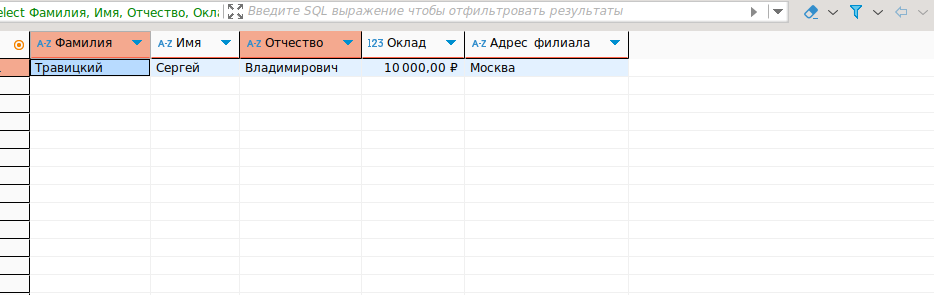 elect Фамилия, Имя, Отчество, Окла Введите SQL выражение чтобы отфильтровать результаты
A-Z Фамилия A-Z Имя A-Z Отчество 123 Оклад A-Z Адрес филиала
Травицкий Сергей Владимирович 10 000,00 ₽ Москва